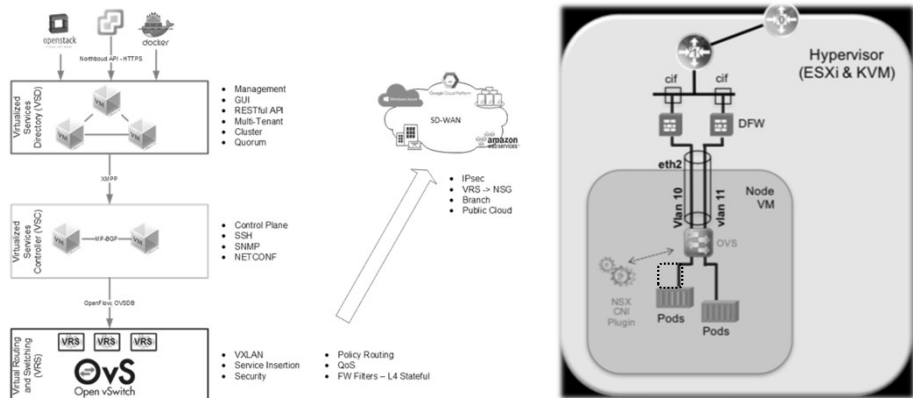 openstack
docker
Northboud API - HTTPS
Virtualized
Services
Directory (VSD)
VM
VM
VM
• Management
• GUI
• RESTful API
• Multi-Tenant
• Cluster
• Quorum
XMPP
Virtualized
Services
Controller (VSC)
VM
MP-BGP
VM
• Control Plane
• SSH
• SNMP
• NETCONF
OpenFlow, OVSDB
Virtual Routing
and Switching
(VRS)
VRS
VRS
VRS
OvS
Open vSwitch
• VXLAN
• Service Insertion
• Security
• Policy Routing
• QoS
• FW Filters – L4 Stateful
Windows Azure
Google Cloud Platform
SD-WAN
amazon
web services
• IPsec
• VRS -> NSG
• Branch
• Public Cloud
Hypervisor
(ESXi & KVM)
cif
cif
DFW
eth2
Vlan 10
vlan 11
Node
VM
OVS
NSX
CNI
Plugin
Pods
Pods